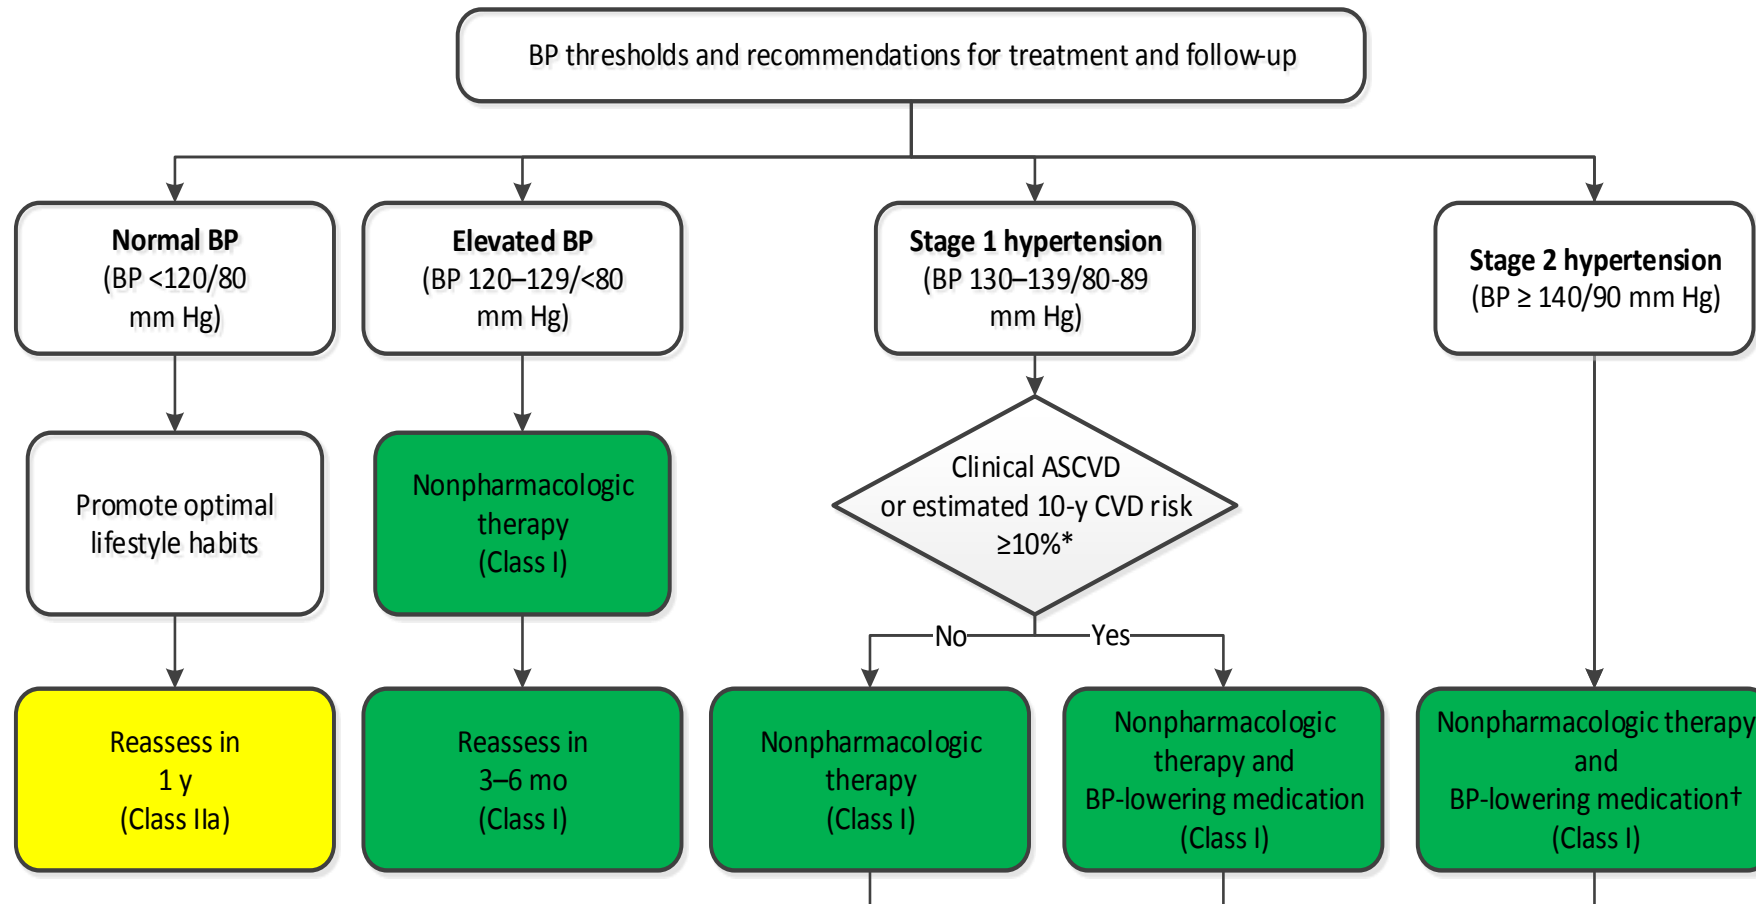 BP thresholds and recommendations for treatment and follow-up
Normal BP
(BP <120/80
mm Hg)
Elevated BP
(BP 120–129/<80
mm Hg)
Stage 1 hypertension
(BP 130–139/80-89
mm Hg)
Stage 2 hypertension
(BP ≥ 140/90 mm Hg)
Promote optimal
lifestyle habits
Nonpharmacologic
therapy
(Class I)
Clinical ASCVD
or estimated 10-y CVD risk
≥10%*
No
Yes
Reassess in
1 y
(Class IIa)
Reassess in
3–6 mo
(Class I)
Nonpharmacologic
therapy
(Class I)
Nonpharmacologic
therapy and
BP-lowering medication
(Class I)
Nonpharmacologic therapy
and
BP-lowering medication†
(Class I)